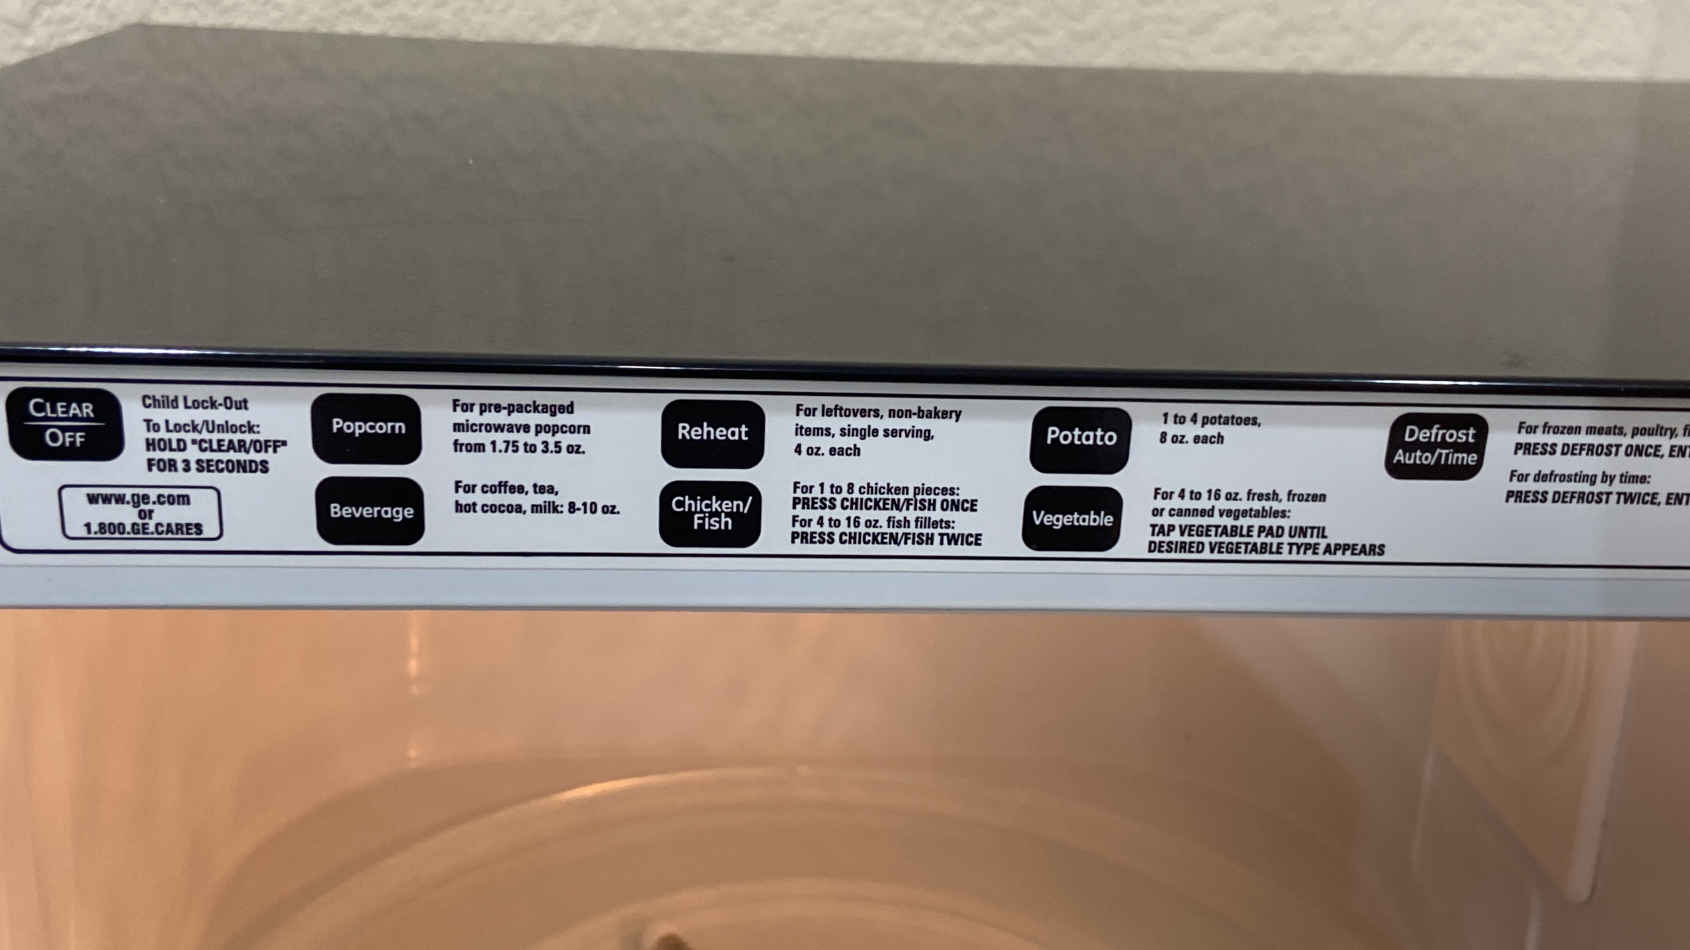 CLEAR
OFF
Child Lock-Out
To Lock/Unlock:
HOLD "CLEAR/OFF"
FOR 3 SECONDS
www.ge.com
or
1.800.GE.CARES
Popcorn
For pre-packaged
microwave popcorn
from 1.75 to 3.5 oz.
Beverage
For coffee, tea,
hot cocoa, milk: 8-10 oz.
Reheat
For leftovers, non-bakery
items, single serving,
4 oz. each
Chicken/
Fish
For 1 to 8 chicken pieces:
PRESS CHICKEN/FISH ONCE
For 4 to 16 oz. fish fillets:
PRESS CHICKEN/FISH TWICE
Potato
1 to 4 potatoes,
8 oz. each
Vegetable
For 4 to 16 oz. fresh, frozen
or canned vegetables:
TAP VEGETABLE PAD UNTIL
DESIRED VEGETABLE TYPE APPEARS
Defrost
Auto/Time
For frozen meats, poultry,
PRESS DEFROST ONCE,
For defrosting by time:
PRESS DEFROST TWICE,